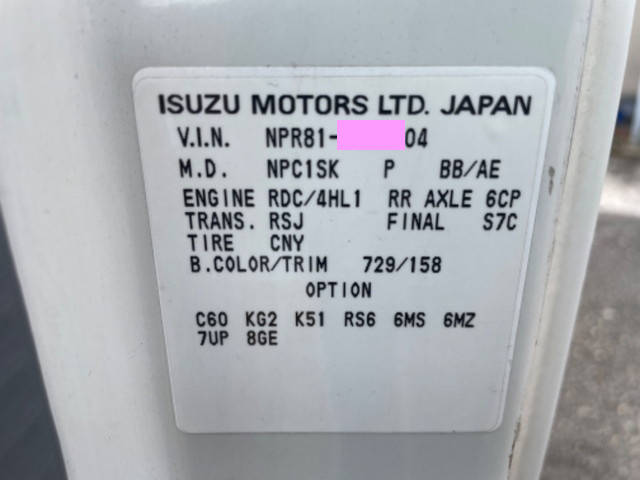 ISUZU MOTORS LTD. JAPAN
V.I.N. NPR81-04
M.D. NPC1SK P BB/AE
ENGINE RDC/4HL1 RR AXLE 6CP
TRANS. RSJ FINAL S7C
TIRE CNY
B.COLOR/TRIM 729/158
OPTION
C60 KG2 K51 RS6 6MS 6MZ
7UP 8GE